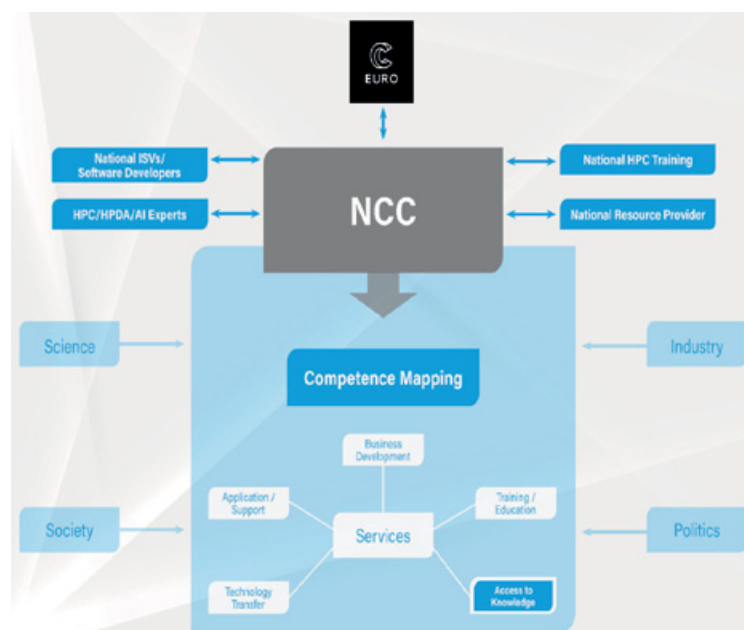 EURO
National ISVs/
Software Developers
National HPC Training
NCC
HPC/HPDA/AI Experts
National Resource Provider
Science
Industry
Competence Mapping
Business
Development
Application /
Support
Training /
Education
Society
Services
Politics
Technology
Transfer
Access to
Knowledge